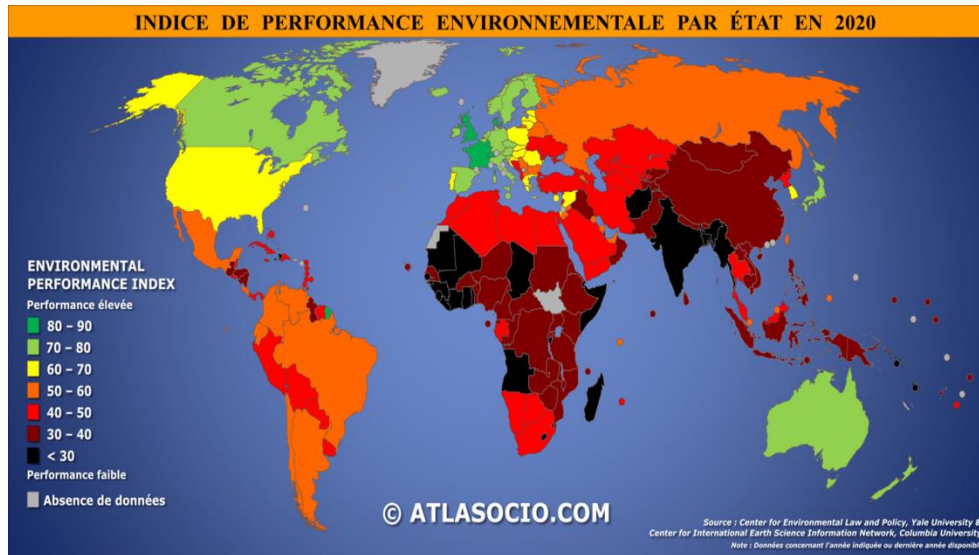 INDICE DE PERFORMANCE ENVIRONNEMENTALE PAR ÉTAT EN 2020
ENVIRONMENTAL
PERFORMANCE INDEX
Performance élevée
80 – 90
70 – 80
60 – 70
50 – 60
40 – 50
30 – 40
< 30
Performance faible
Absence de données
© ATLASOCIO.COM
Source : Center for Environmental Law and Policy, Yale University &
Center for International Earth Science Information Network, Columbia University
Note : Données concernant l'année indiquée ou dernière année disponible